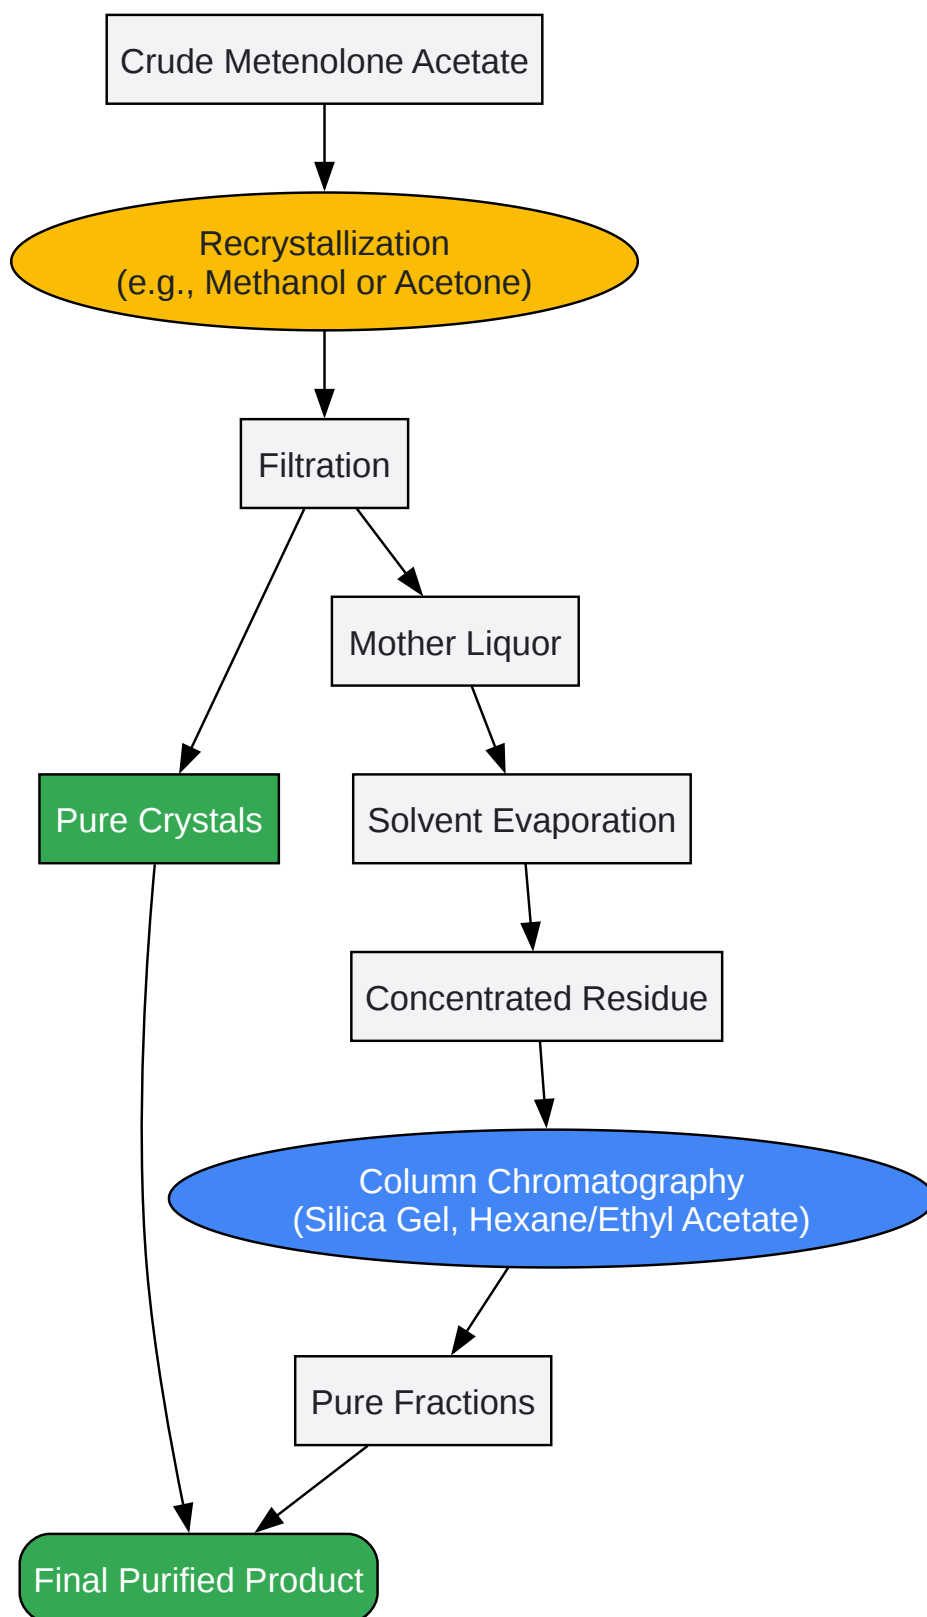 Crude Metenolone Acetate
Recrystallization
(e.g., Methanol or Acetone)
Filtration
Mother Liquor
Pure Crystals
Solvent Evaporation
Concentrated Residue
Column Chromatography
(Silica Gel, Hexane/Ethyl Acetate)
Pure Fractions
Final Purified Product